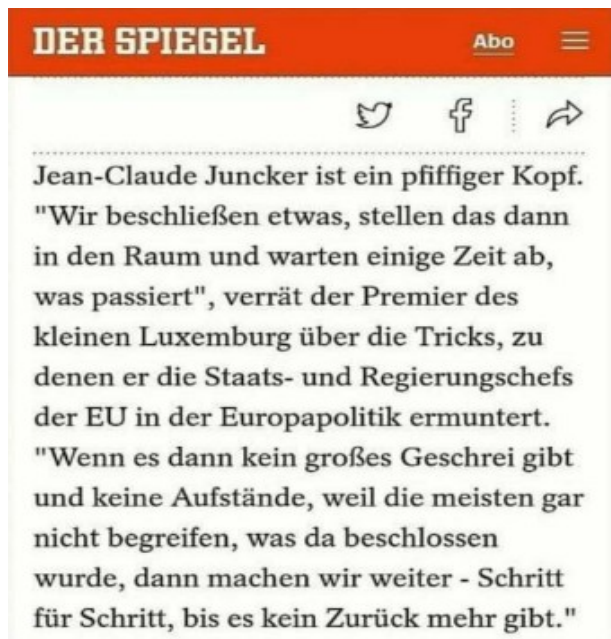 DER SPIEGEL
Abo
Jean-Claude Juncker ist ein pfiffiger Kopf.
"Wir beschließen etwas, stellen das dann
in den Raum und warten einige Zeit ab,
was passiert", verrät der Premier des
kleinen Luxemburg über die Tricks, zu
denen er die Staats- und Regierungschefs
der EU in der Europapolitik ermuntert.
"Wenn es dann kein großes Geschrei gibt
und keine Aufstände, weil die meisten gar
nicht begreifen, was da beschlossen
wurde, dann machen wir weiter - Schritt
für Schritt, bis es kein Zurück mehr gibt."